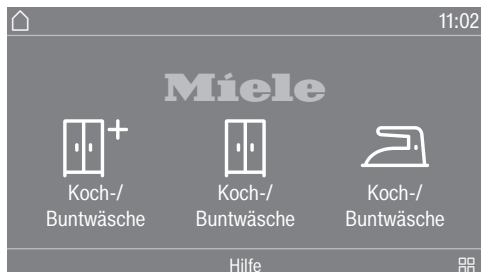 11:02
Miele
Koch-/
Buntwäsche
Koch-/
Buntwäsche
Koch-/
Buntwäsche
Hilfe